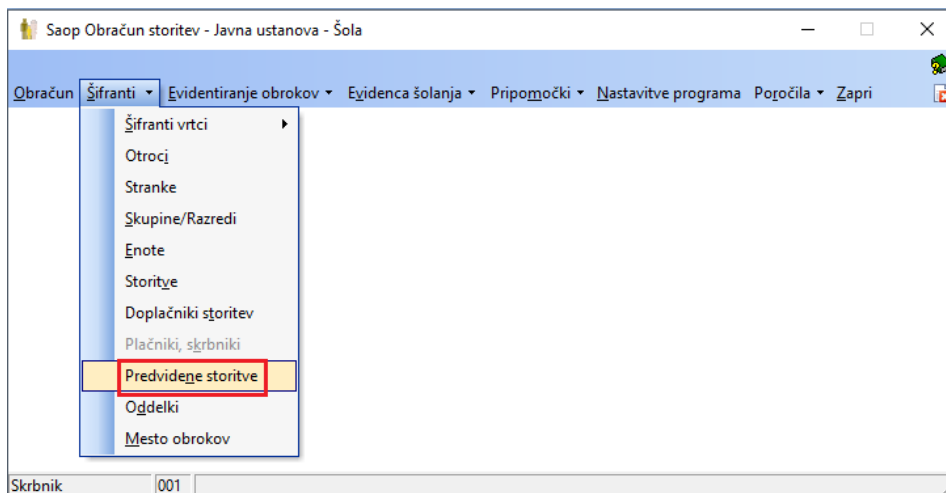 Saop Obračun storitev - Javna ustanova - Šola
Obračun Šifranti Evidentiranje obrokov Evidenca šolanja Pripomočki Nastavitve programa Poročila Zapri
Šifranti vrtci
Otroci
Stranke
Skupine/Razredi
Enote
Storitve
Doplačniki storitev
Plačniki, skrbniki
Predvidene storitve
Oddelki
Mesto obrokov
Skrbnik 001